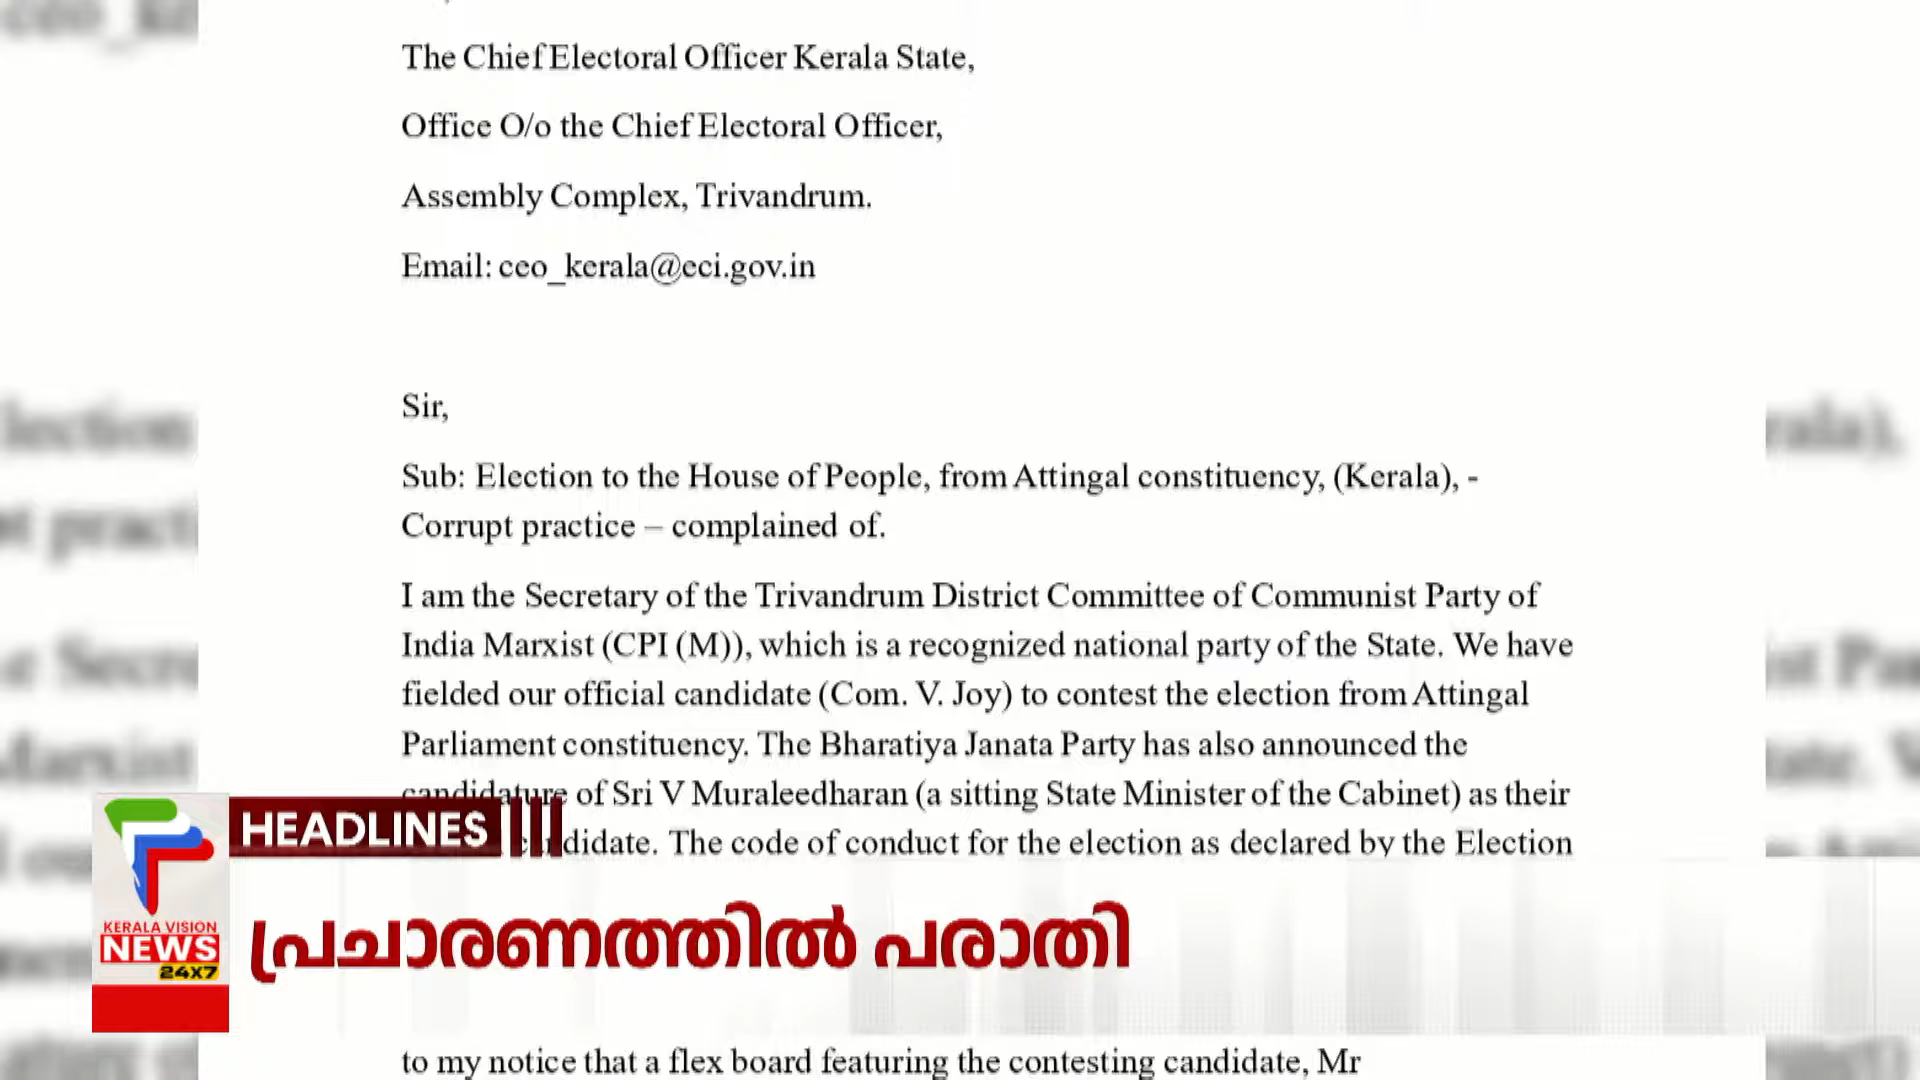 The Chief Electoral Officer Kerala State,
Office O/o the Chief Electoral Officer,
Assembly Complex, Trivandrum.
Email: ceo_kerala@eci.gov.in
Sir,
Sub: Election to the House of People, from Attingal constituency, (Kerala), -
Corrupt practice – complained of.
I am the Secretary of the Trivandrum District Committee of Communist Party of
India Marxist (CPI (M)), which is a recognized national party of the State. We have
fielded our official candidate (Com. V. Joy) to contest the election from Attingal
Parliament constituency. The Bharatiya Janata Party has also announced the
candidature of Sri V Muraleedharan (a sitting State Minister of the Cabinet) as their
candidate. The code of conduct for the election as declared by the Election
HEADLINES
KERALA VISION
NEWS
24x7
പ്രചാരണത്തിൽ പരാതി
to my notice that a flex board featuring the contesting candidate, Mr